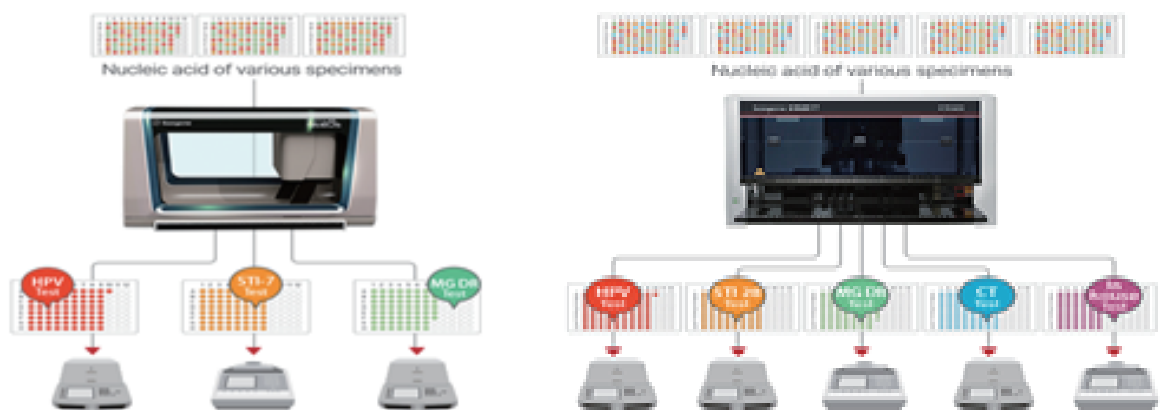 Nucleic acid of various specimens
HPV
Test
STI-7
Test
MG DR
Test
Nucleic acid of various specimens
HPV
Test
STI
Test
MG DR
Test
CT
Test
Test